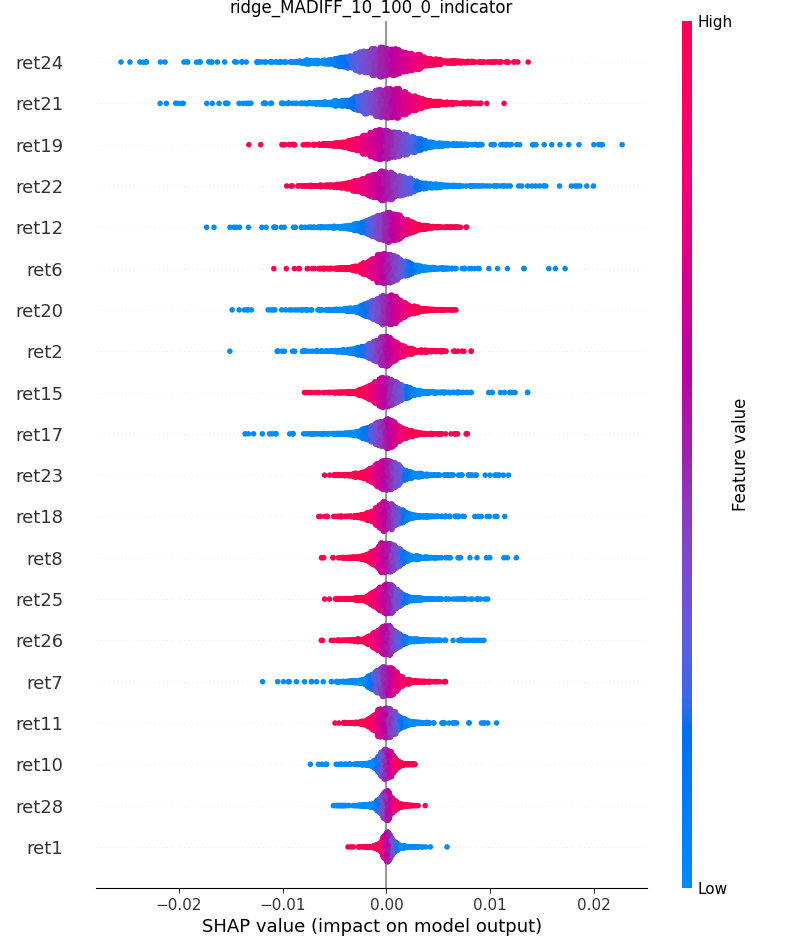 ridge_MADIFF_10_100_0_indicator
High
ret24
ret21
ret19
ret22
ret12
ret6
ret20
ret2
ret15
ret17
ret23
ret18
ret8
ret25
ret26
ret7
ret11
ret10
ret28
ret1
Feature value
Low
−0.02 −0.01 0.00 0.01 0.02
SHAP value (impact on model output)